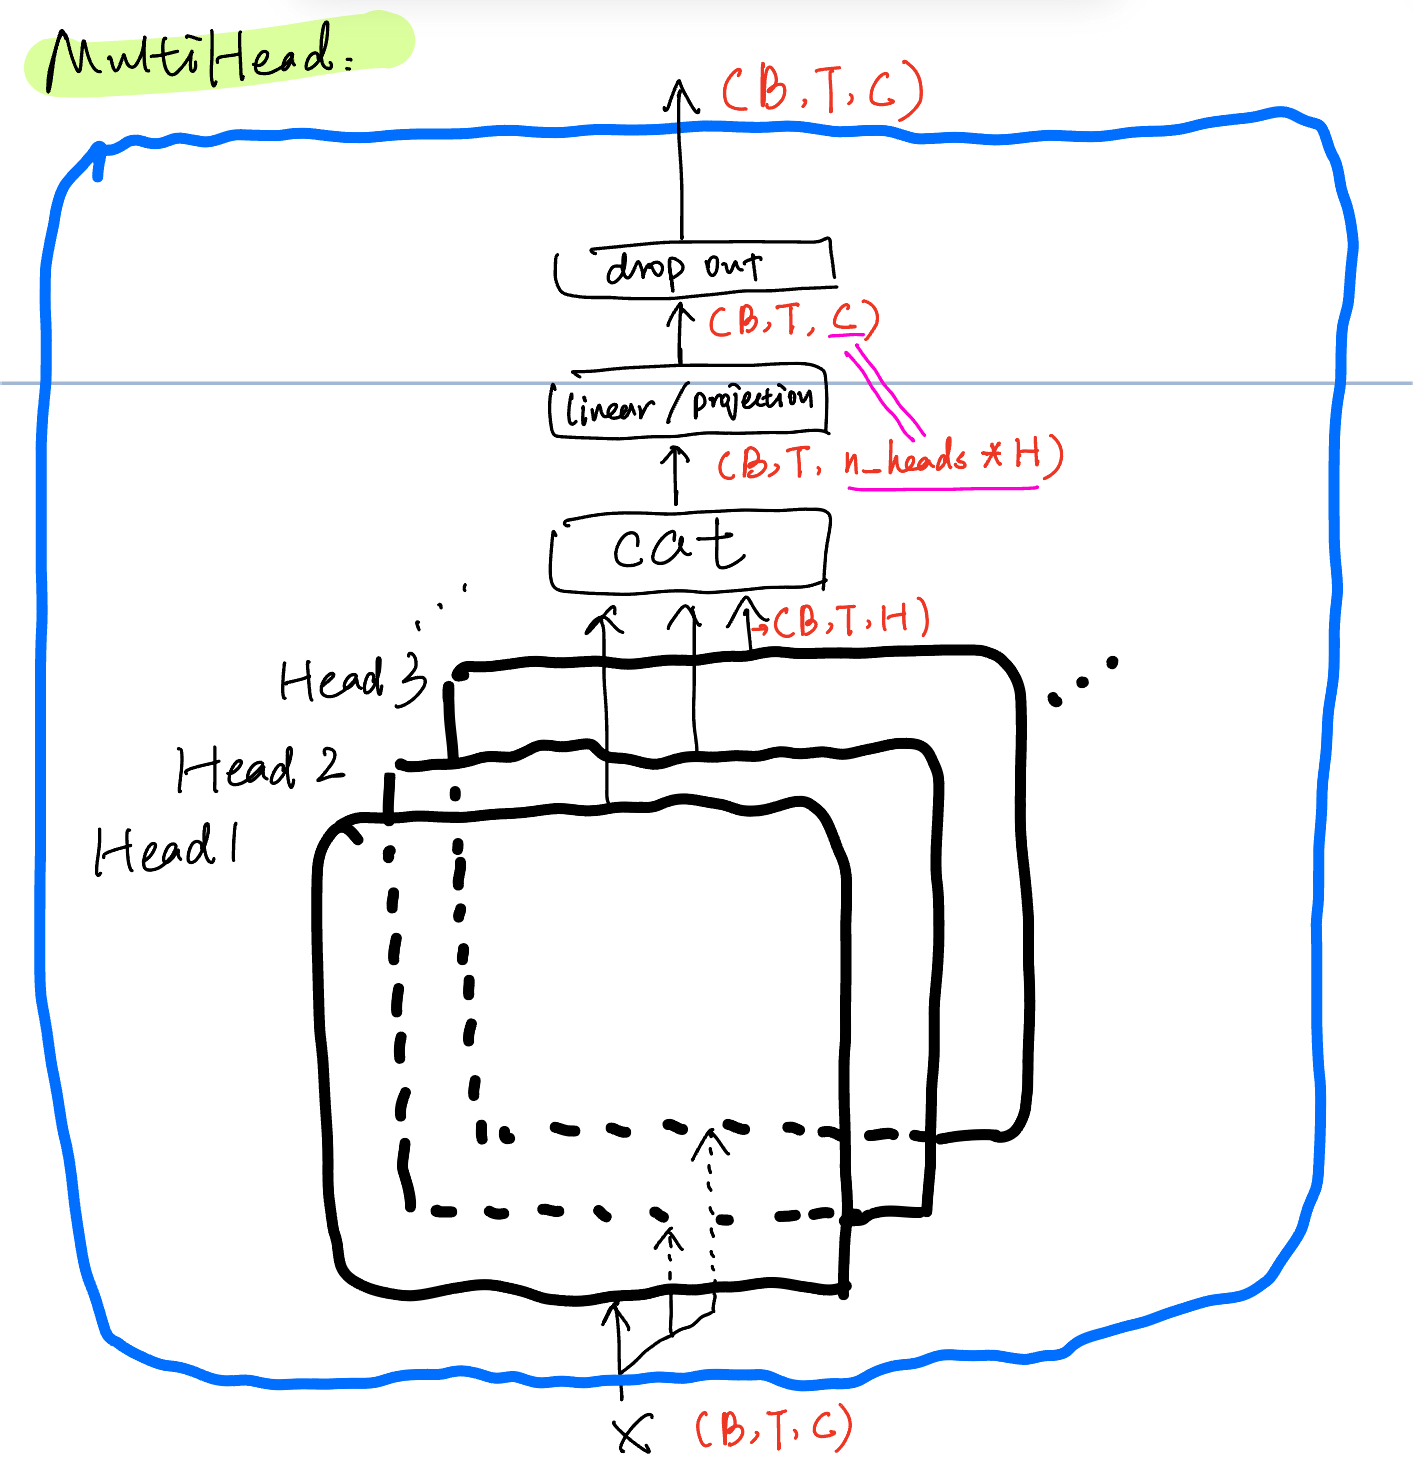 MultiHead:
(B,T,C)
drop out
(B,T,C)
linear/projection
(B,T, n_heads * H)
cat
(B,T,H)
Head 3
Head 2
Head 1
X (B,T,C)